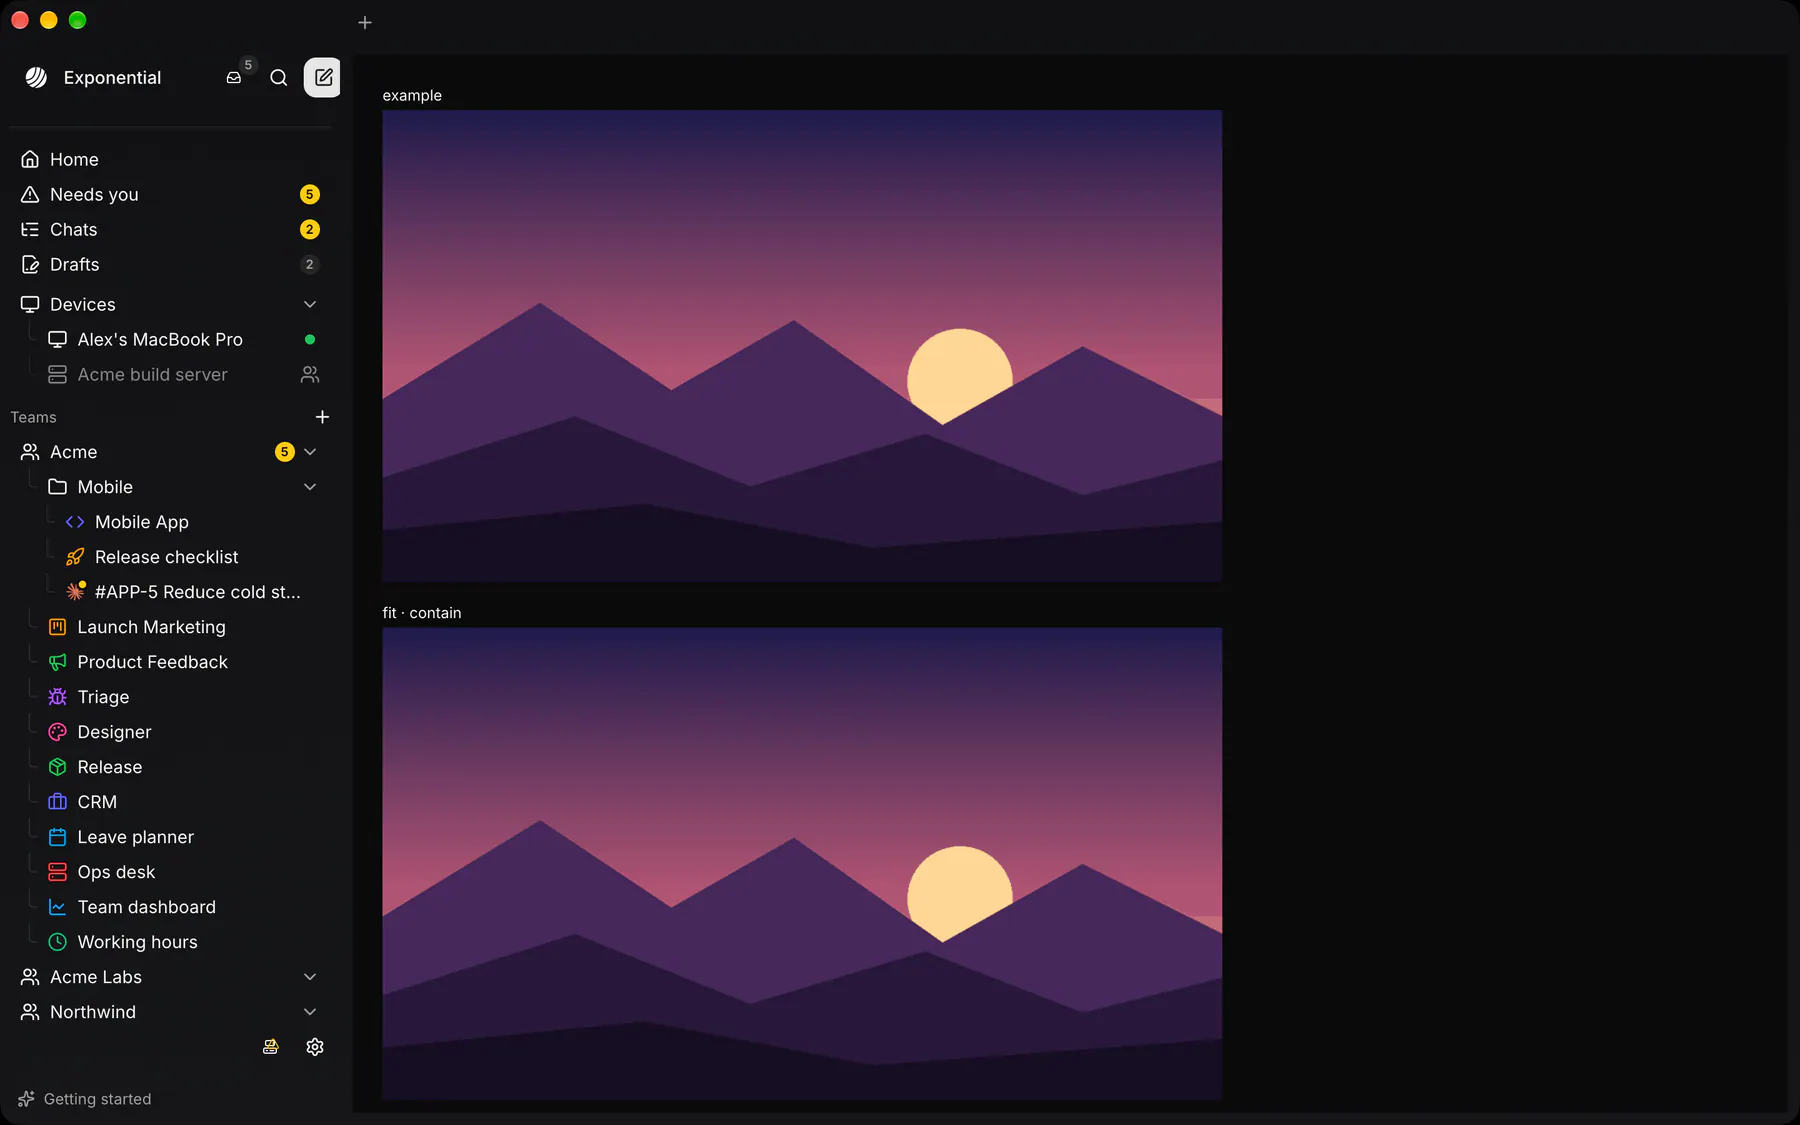 Exponential
5
Home
Needs you
5
Chats
2
Drafts
2
Devices
Alex's MacBook Pro
Acme build server
Teams
Acme
5
Mobile
Mobile App
Release checklist
#APP-5 Reduce cold st...
Launch Marketing
Product Feedback
Triage
Designer
Release
CRM
Leave planner
Ops desk
Team dashboard
Working hours
Acme Labs
Northwind
Getting started
example
fit · contain